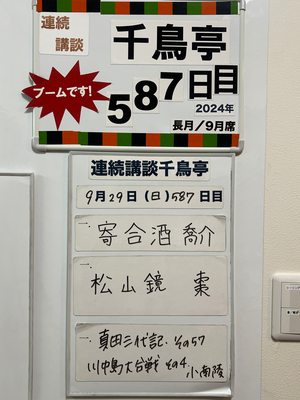 連続
講談
千鳥亭
ブームです!
587日目
2024年
長月/9月席
連続講談千鳥亭
9月29日(日)587日目
一、寄合酒 喬介
一、松山鏡 棗
一、真田三代記 その57
川中島大合戦 その4 小南陵